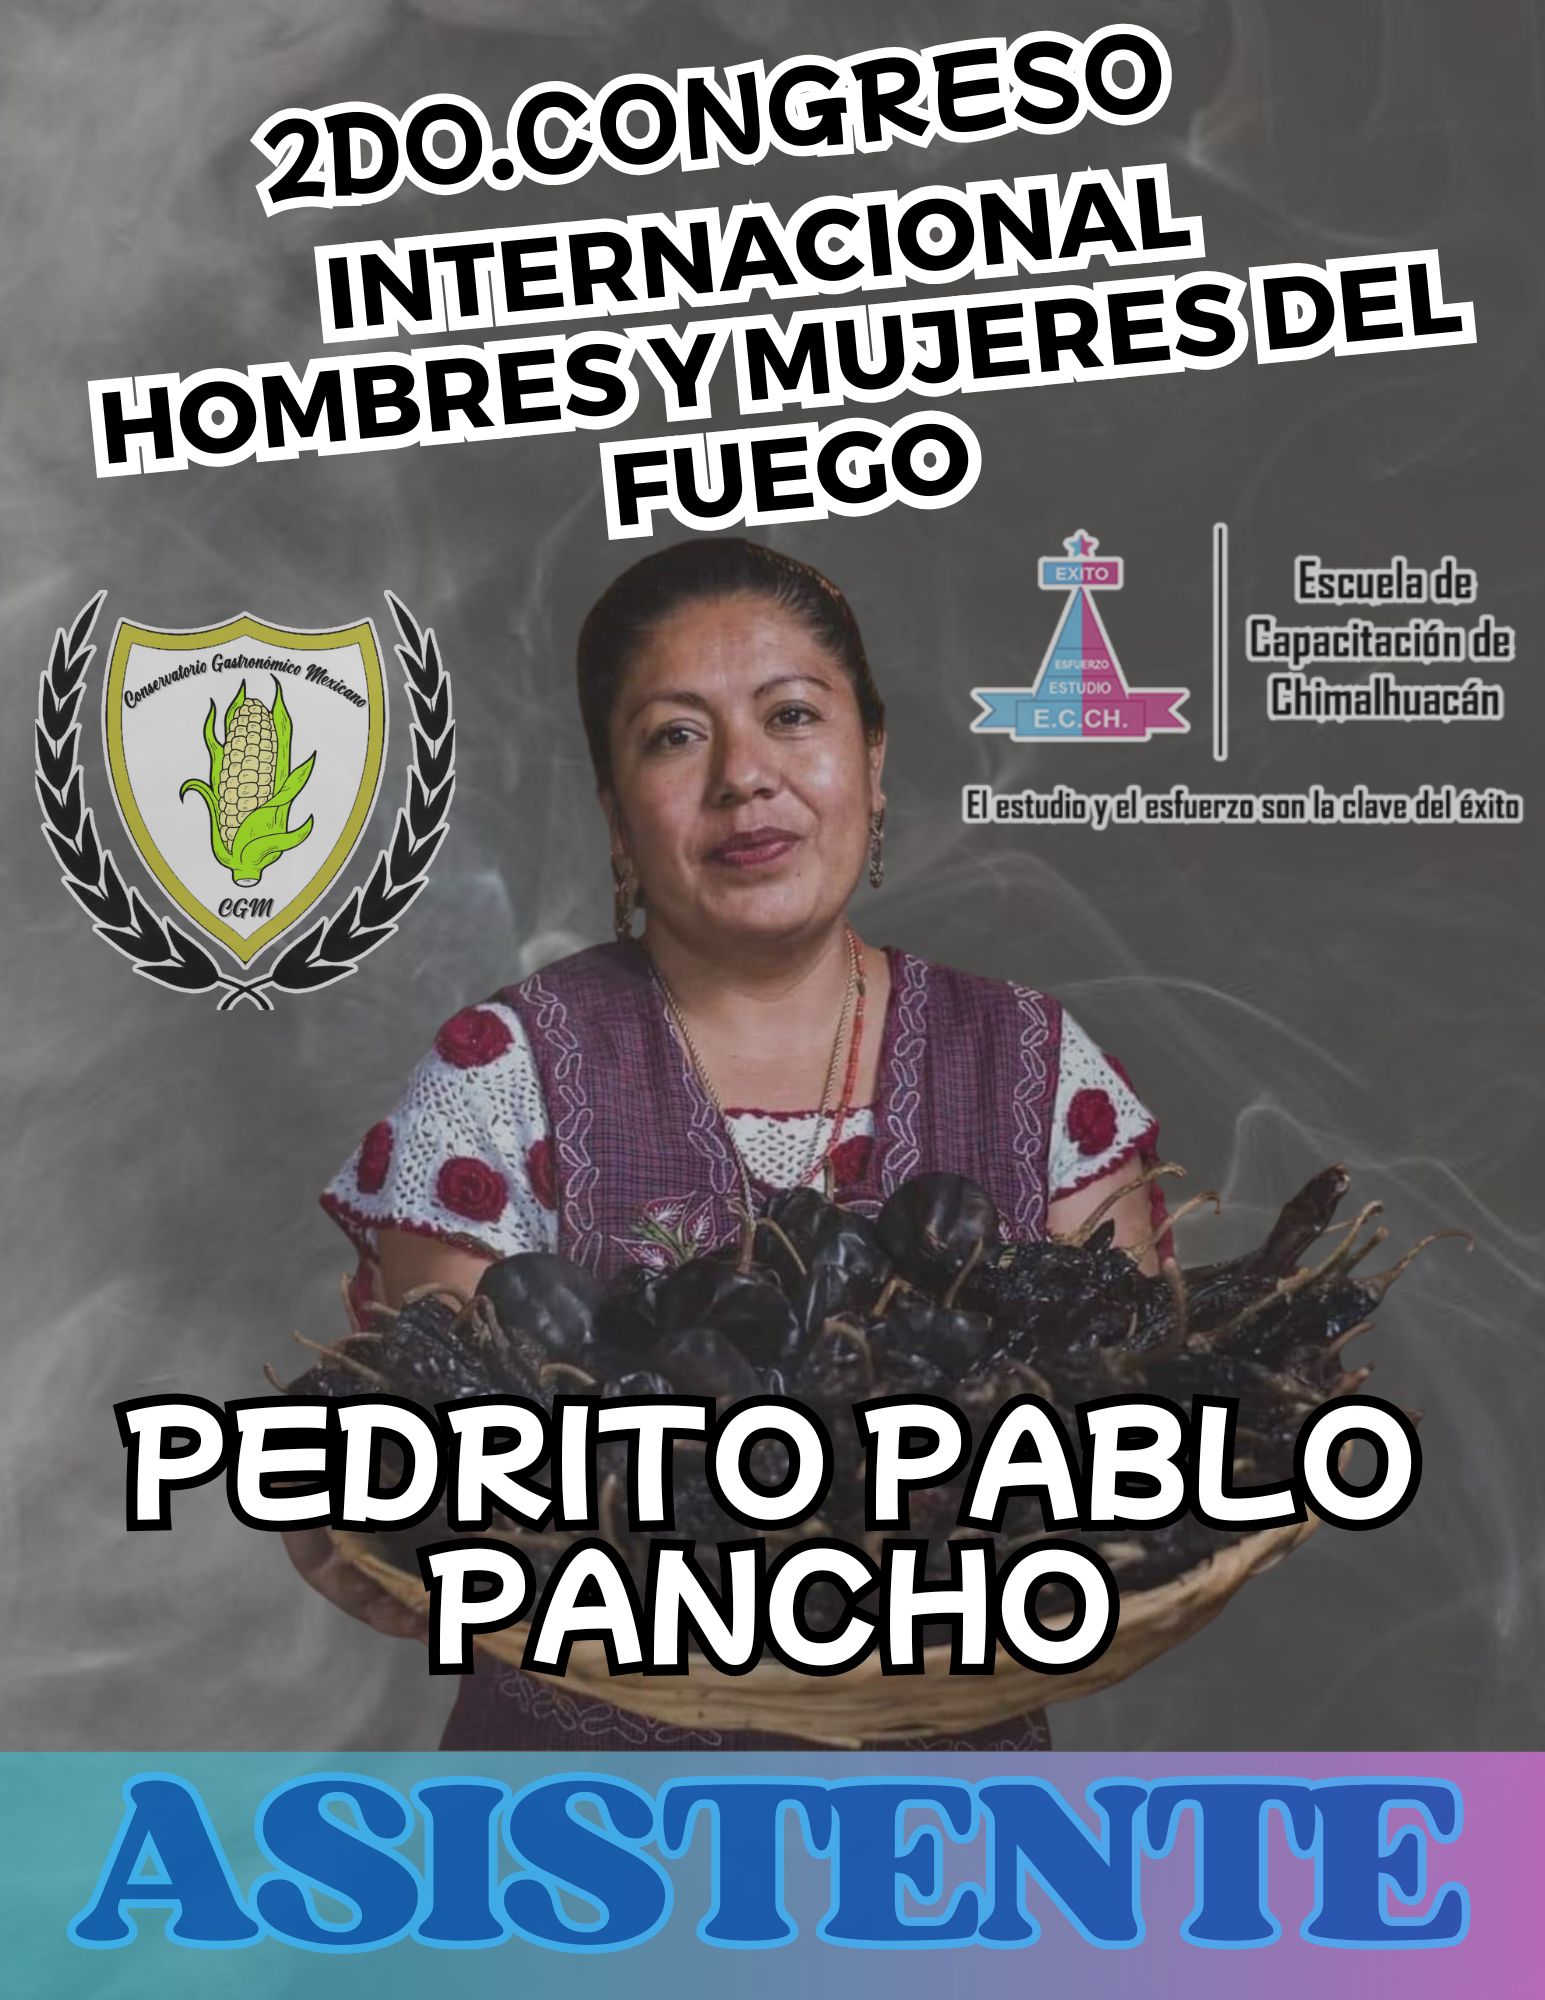 2DO.CONGRESO
INTERNACIONAL
HOMBRES Y MUJERES DEL
FUEGO
Conservatorio Gastronómico Mexicano
CGM
EXITO
ESFUERZO
ESTUDIO
E.C.CH.
Escuela de
Capacitación de
Chimalhuacán
El estudio y el esfuerzo son la clave del éxito
PEDRITO PABLO
PANCHO
ASISTENTE